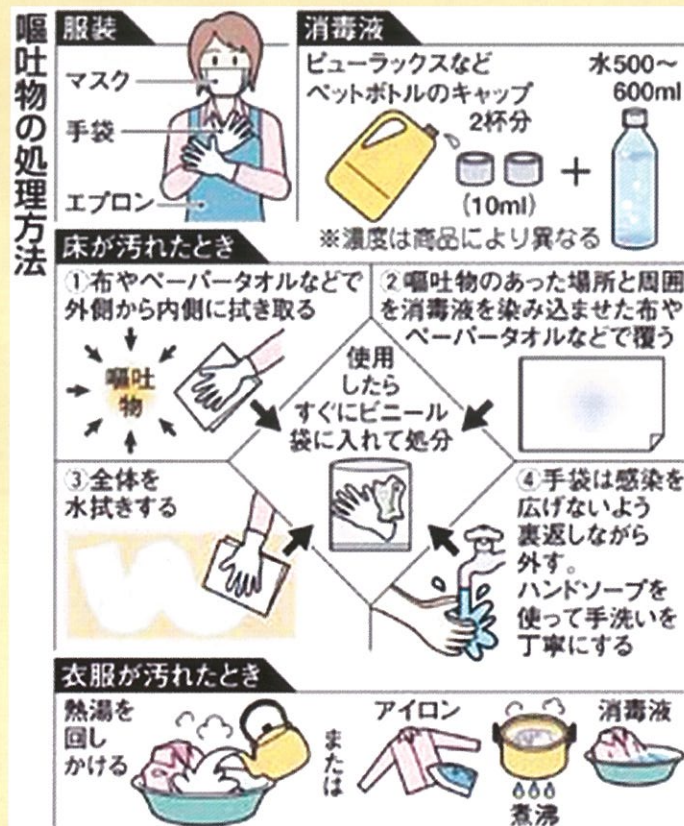 嘔吐物の処理方法
服装
マスク
手袋
エプロン
消毒液
ピューラックスなど
ペットボトルのキャップ
2杯分
(10ml)
+
水500〜
600ml
※濃度は商品により異なる
床が汚れたとき
①布やペーパータオルなどで
外側から内側に拭き取る
嘔吐
物
②嘔吐物のあった場所と周囲
を消毒液を染み込ませた布や
ペーパータオルなどで覆う
使用
したら
すぐにビニール
袋に入れて処分
③全体を
水拭きする
④手袋は感染を
広げないよう
裏返しながら
外す。
ハンドソープを
使って手洗いを
丁寧にする
衣服が汚れたとき
熱湯を
回し
かける
または
アイロン
煮沸
消毒液